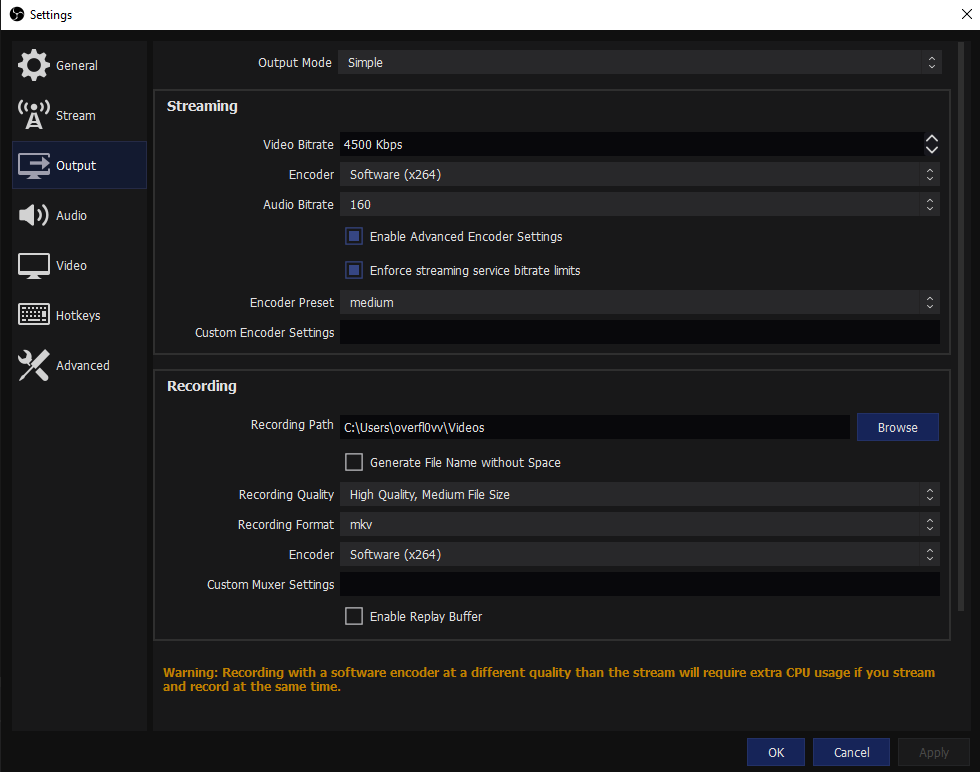 Settings
General
Stream
Output
Audio
Video
Hotkeys
Advanced
Output Mode Simple
Streaming
Video Bitrate 4500 Kbps
Encoder Software (x264)
Audio Bitrate 160
Enable Advanced Encoder Settings
Enforce streaming service bitrate limits
Encoder Preset medium
Custom Encoder Settings
Recording
Recording Path C:\Users\overfl0vv\Videos Browse
Generate File Name without Space
Recording Quality High Quality, Medium File Size
Recording Format mkv
Encoder Software (x264)
Custom Muxer Settings
Enable Replay Buffer
Warning: Recording with a software encoder at a different quality than the stream will require extra CPU usage if you stream
and record at the same time.
OK Cancel Apply